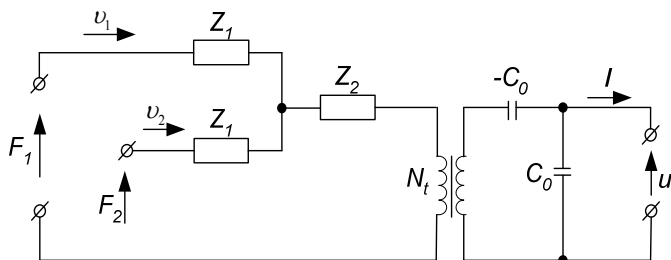 υ₁
Z₁
Z₂
-C₀
I
υ₂
Z₁
F₁
F₂
Nₜ
C₀
u